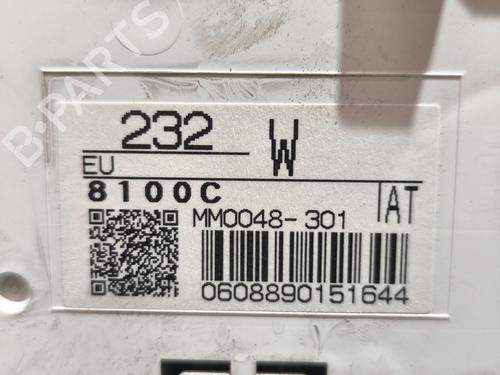 232 W
EU
8100C
AT
MM0048-301
0608890151644
B-PARTS